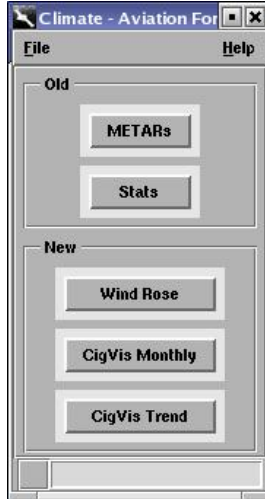 Climate - Aviation For
File Help
Old
METARs
Stats
New
Wind Rose
CigVis Monthly
CigVis Trend